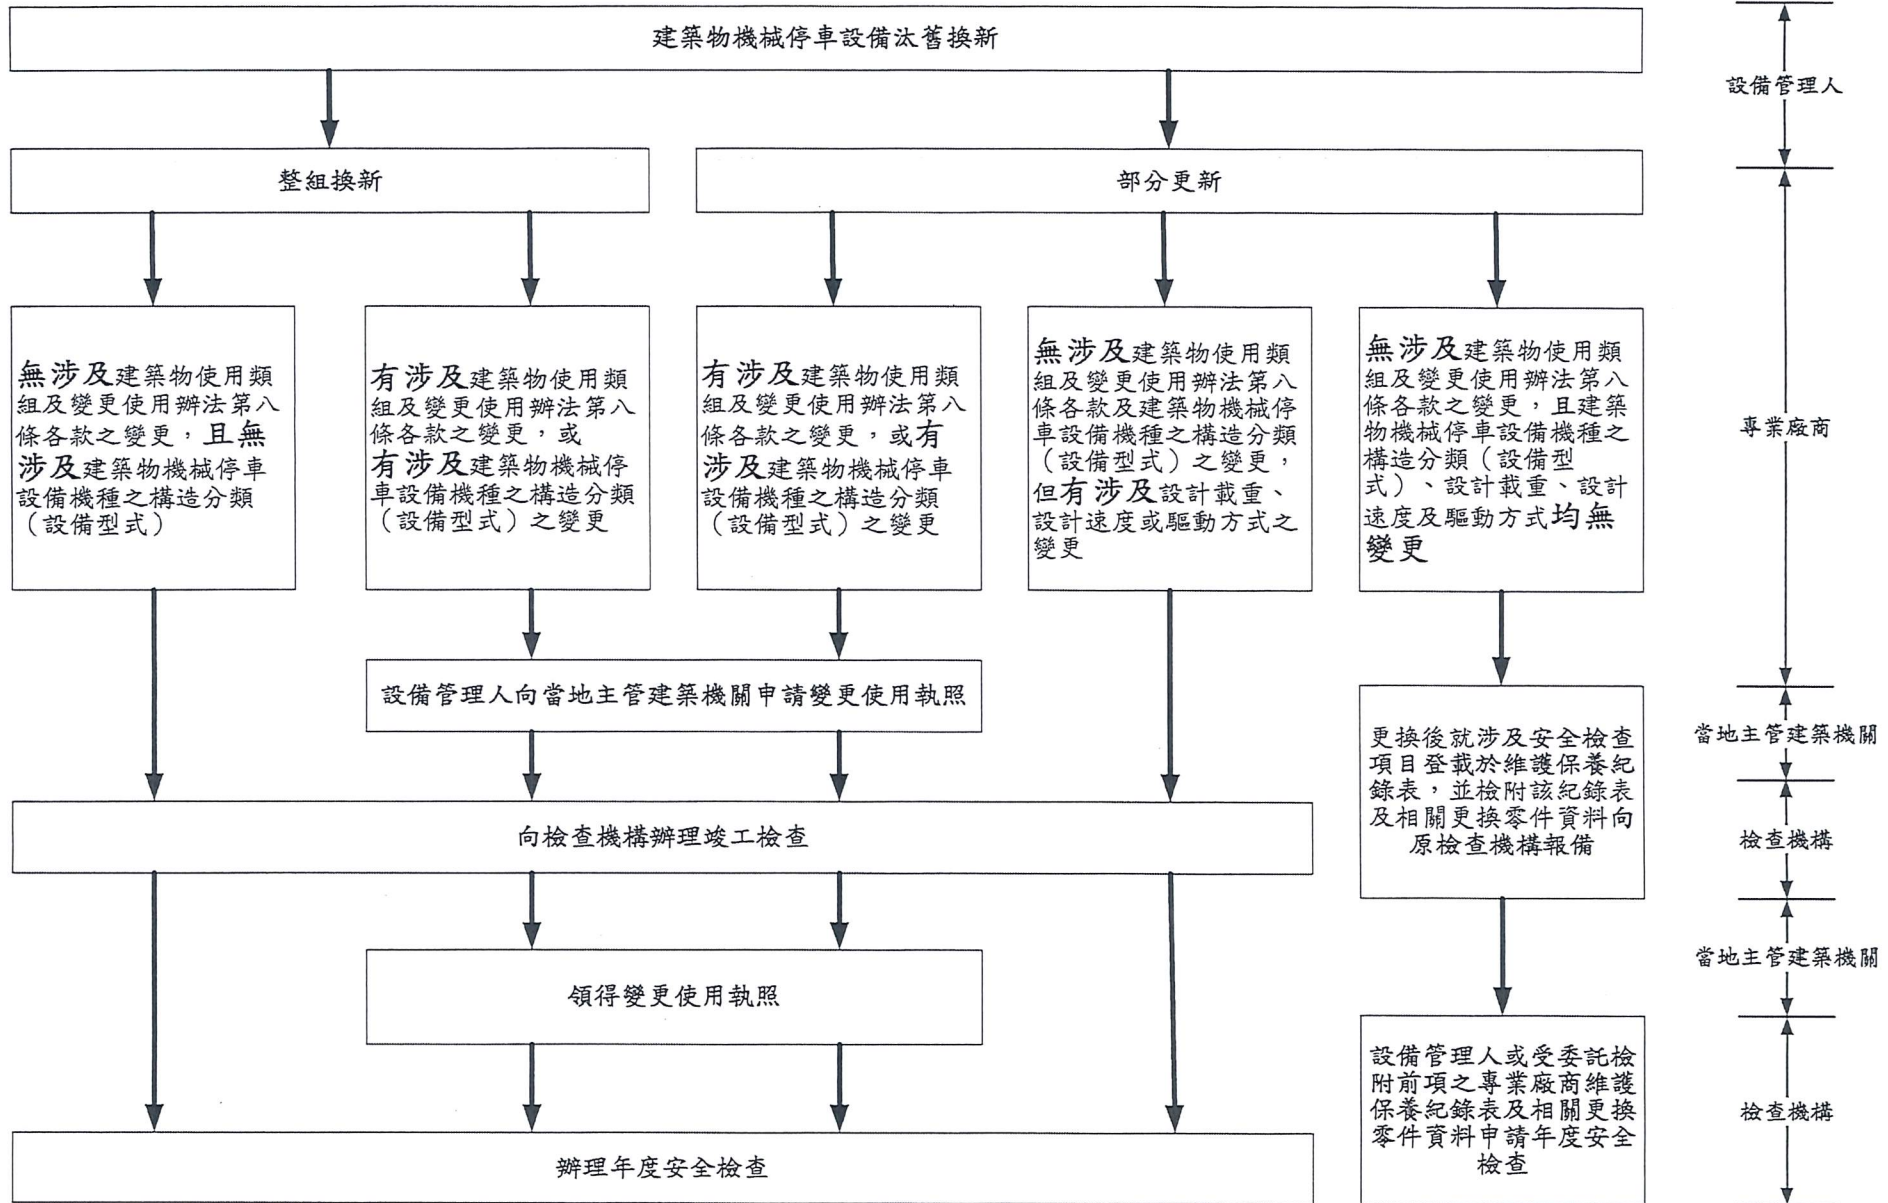 建築物機械停車設備汰舊換新
設備管理人
整組換新
部分更新
無涉及建築物使用類
組及變更使用辦法第八
條各款之變更，且無
涉及建築物機械停車
設備機種之構造分類
（設備型式）
有涉及建築物使用類
組及變更使用辦法第八
條各款之變更，或
有涉及建築物機械停
車設備機種之構造分類
（設備型式）之變更
有涉及建築物使用類
組及變更使用辦法第八
條各款之變更，或有
涉及建築物機械停車
設備機種之構造分類
（設備型式）之變更
無涉及建築物使用類
組及變更使用辦法第八
條各款及建築物機械停
車設備機種之構造分類
（設備型式）之變更，
但有涉及設計載重、
設計速度或驅動方式之
變更
無涉及建築物使用類
組及變更使用辦法第八
條各款之變更，且建築
物機械停車設備機種之
構造分類（設備型
式）、設計載重、設計
速度及驅動方式均無
變更
專業廠商
設備管理人向當地主管建築機關申請變更使用執照
更換後就涉及安全檢查
項目登載於維護保養紀
錄表，並檢附該紀錄表
及相關更換零件資料向
原檢查機構報備
當地主管建築機關
向檢查機構辦理竣工檢查
檢查機構
領得變更使用執照
當地主管建築機關
設備管理人或受委託檢
附前項之專業廠商維護
保養紀錄表及相關更換
零件資料申請年度安全
檢查
檢查機構
辦理年度安全檢查